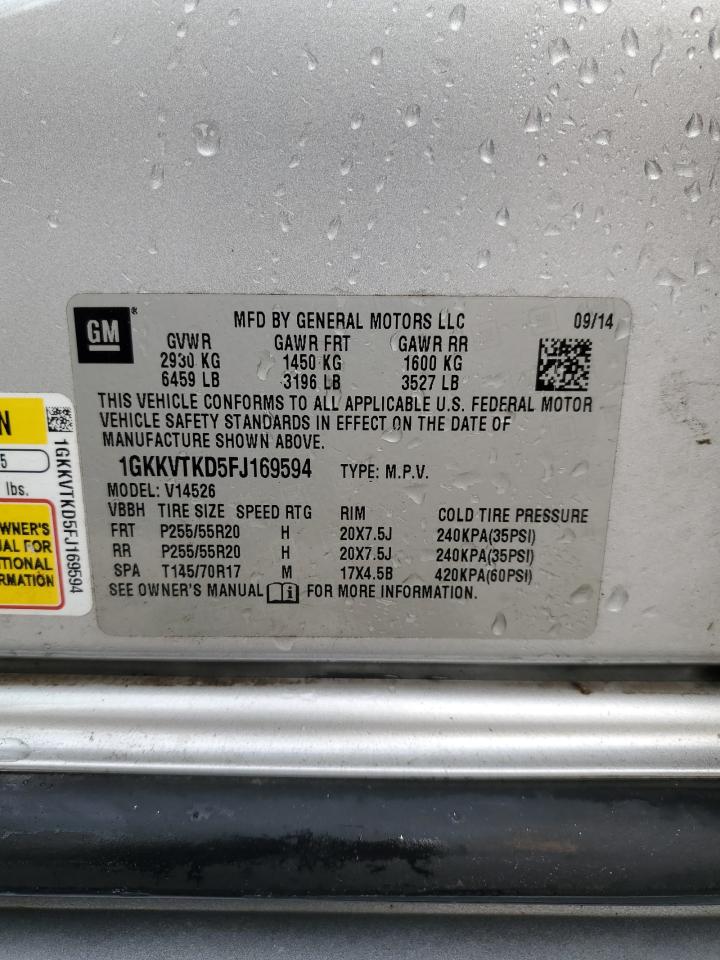 GM
MFD BY GENERAL MOTORS LLC 09/14
GVWR GAWR FRT GAWR RR
2930 KG 1450 KG 1600 KG
6459 LB 3196 LB 3527 LB
THIS VEHICLE CONFORMS TO ALL APPLICABLE U.S. FEDERAL MOTOR
VEHICLE SAFETY STANDARDS IN EFFECT ON THE DATE OF
MANUFACTURE SHOWN ABOVE.
1GKKVTKD5FJ169594 TYPE: M.P.V.
MODEL: V14526
VBBH TIRE SIZE SPEED RTG RIM COLD TIRE PRESSURE
FRT P255/55R20 H 20X7.5J 240KPA(35PSI)
RR P255/55R20 H 20X7.5J 240KPA(35PSI)
SPA T145/70R17 M 17X4.5B 420KPA(60PSI)
SEE OWNER'S MANUAL i FOR MORE INFORMATION.
N
5
lbs.
WNER'S
AL FOR
TIONAL
RMATION
1GKKVTKD5FJ169594